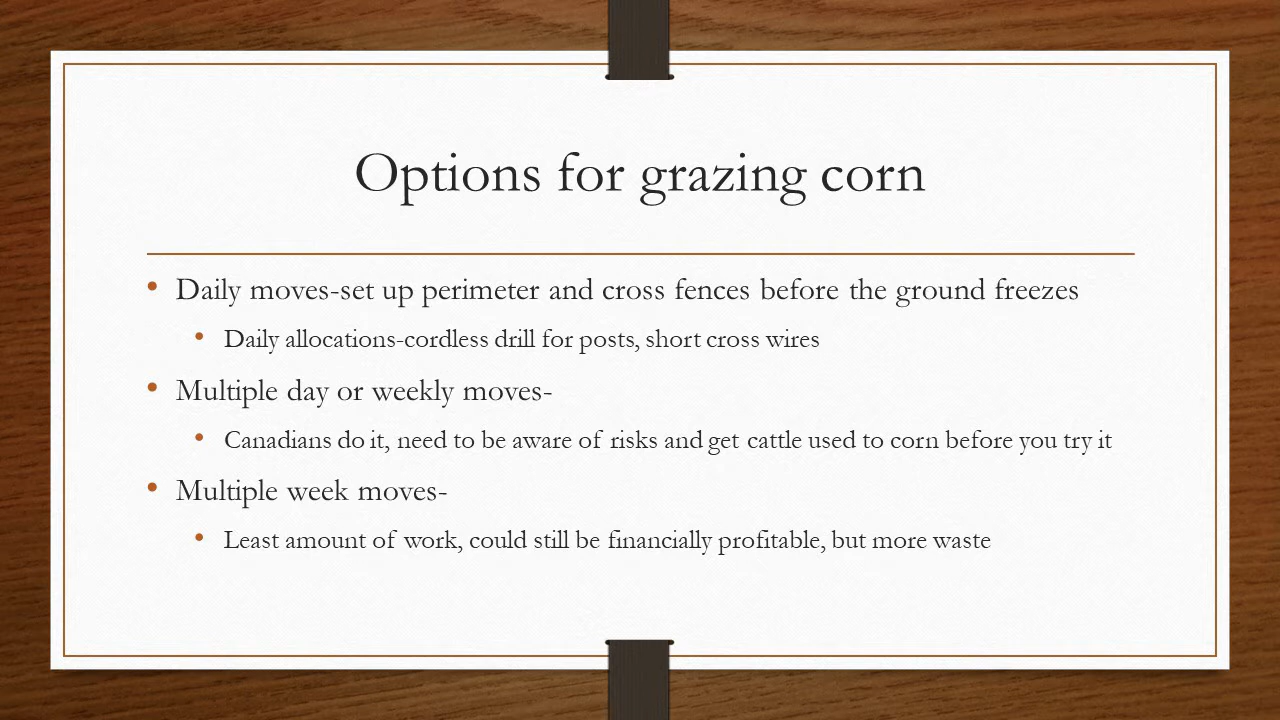 Options for grazing corn
• Daily moves-set up perimeter and cross fences before the ground freezes
• Daily allocations-cordless drill for posts, short cross wires
• Multiple day or weekly moves-
• Canadians do it, need to be aware of risks and get cattle used to corn before you try it
• Multiple week moves-
• Least amount of work, could still be financially profitable, but more waste